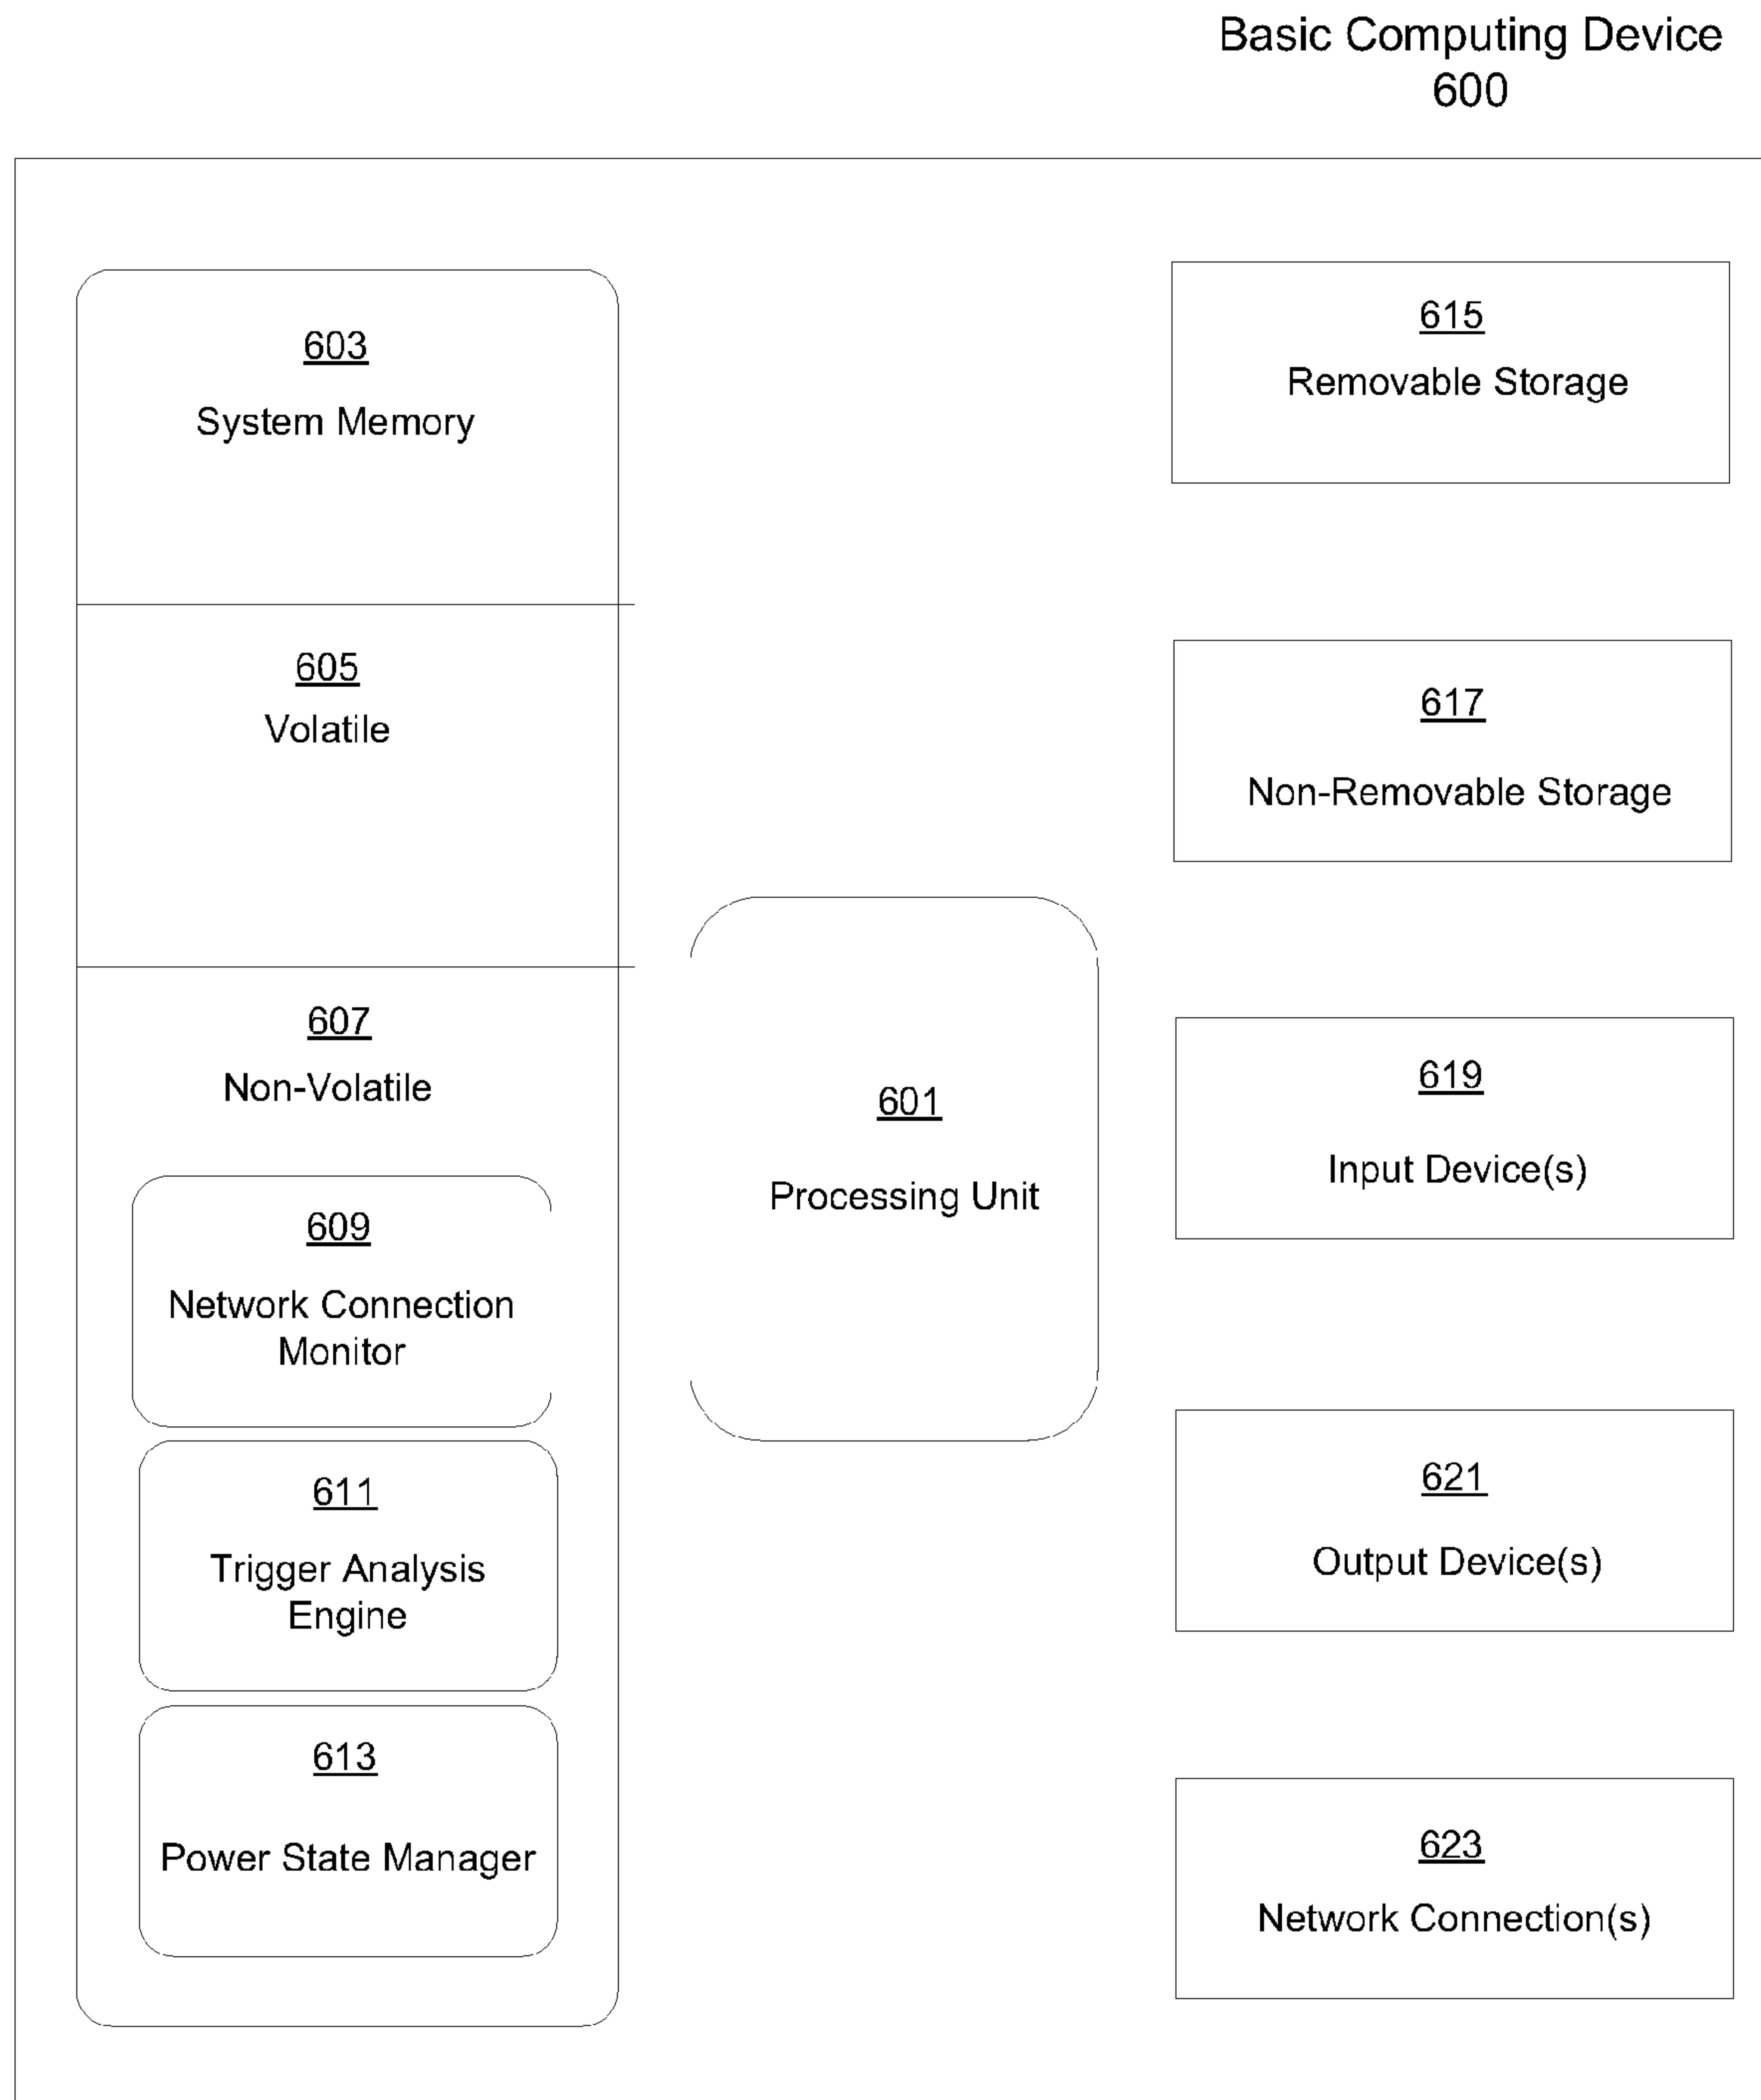 Basic Computing Device
600
603
System Memory
605
Volatile
607
Non-Volatile
609
Network Connection
Monitor
611
Trigger Analysis
Engine
613
Power State Manager
601
Processing Unit
615
Removable Storage
617
Non-Removable Storage
619
Input Device(s)
621
Output Device(s)
623
Network Connection(s)